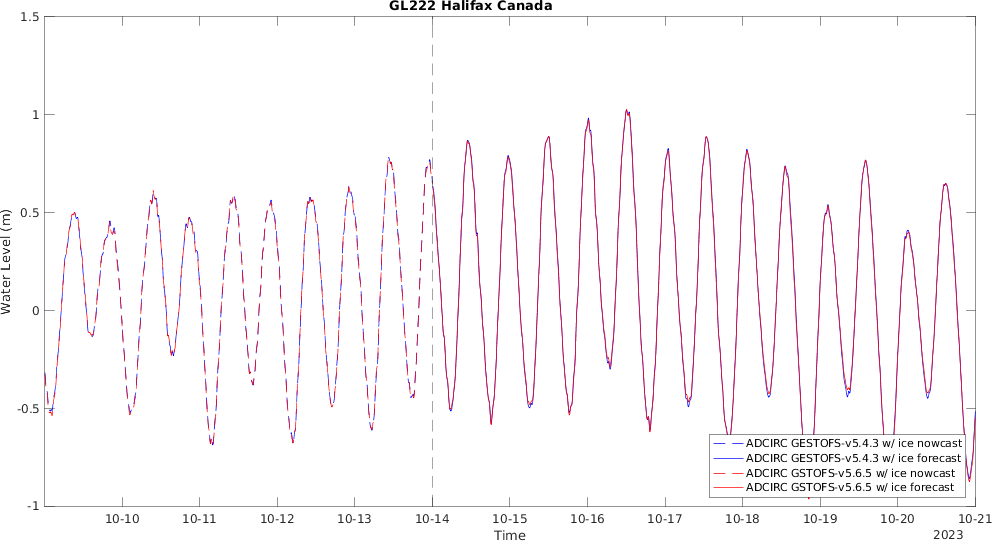 GL222 Halifax Canada
1.5
1
0.5
0
-0.5
-1
Water Level (m)
10-10 10-11 10-12 10-13 10-14 10-15 10-16 10-17 10-18 10-19 10-20 10-21
Time
2023
ADCIRC GESTOFS-v5.4.3 w/ ice nowcast
ADCIRC GESTOFS-v5.4.3 w/ ice forecast
ADCIRC GSTOFS-v5.6.5 w/ ice nowcast
ADCIRC GSTOFS-v5.6.5 w/ ice forecast